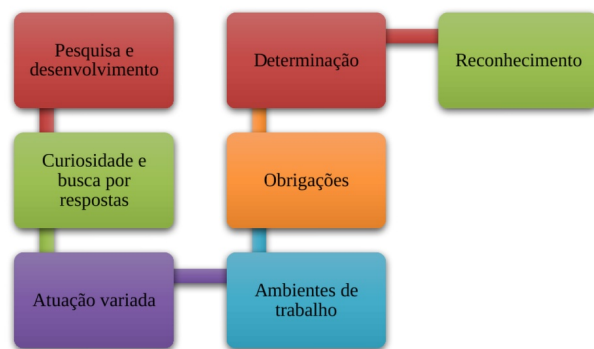 Pesquisa e
desenvolvimento
Curiosidade e
busca por
respostas
Atuação variada
Ambientes de
trabalho
Obrigações
Determinação
Reconhecimento